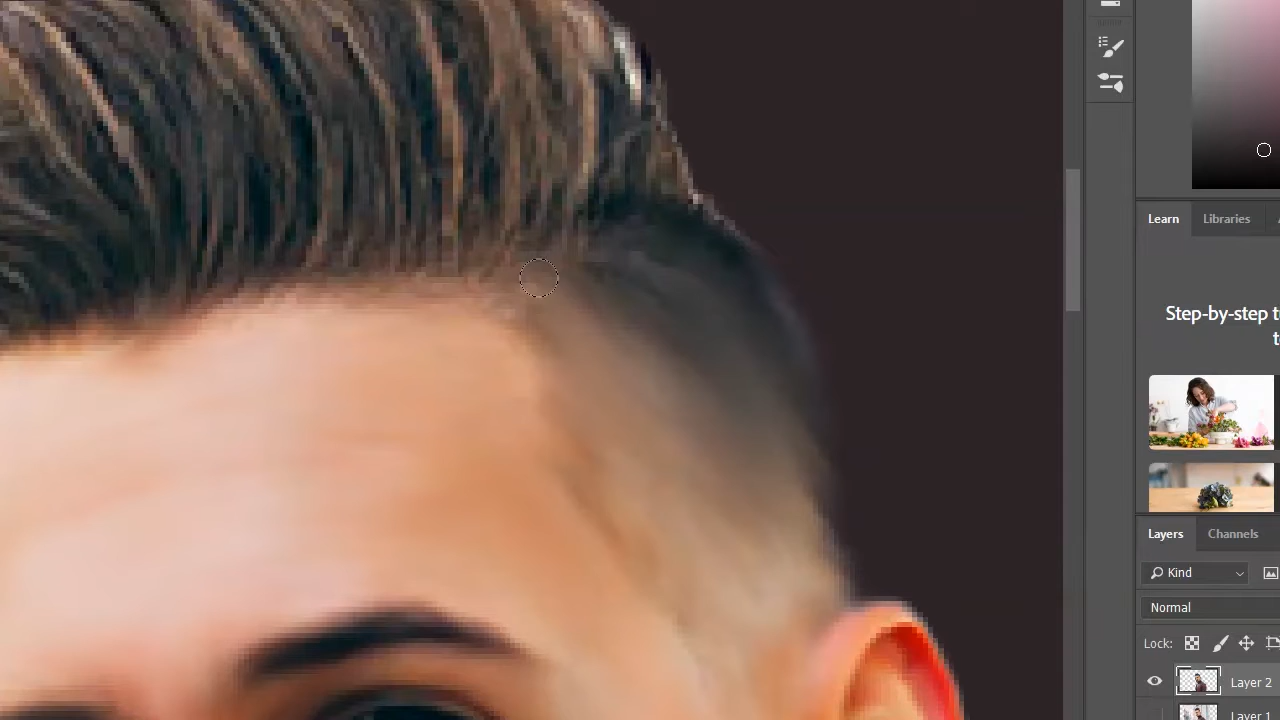 Learn
Libraries
Step-by-step
Layers
Channels
Kind
Normal
Lock:
Layer 2
Layer 1